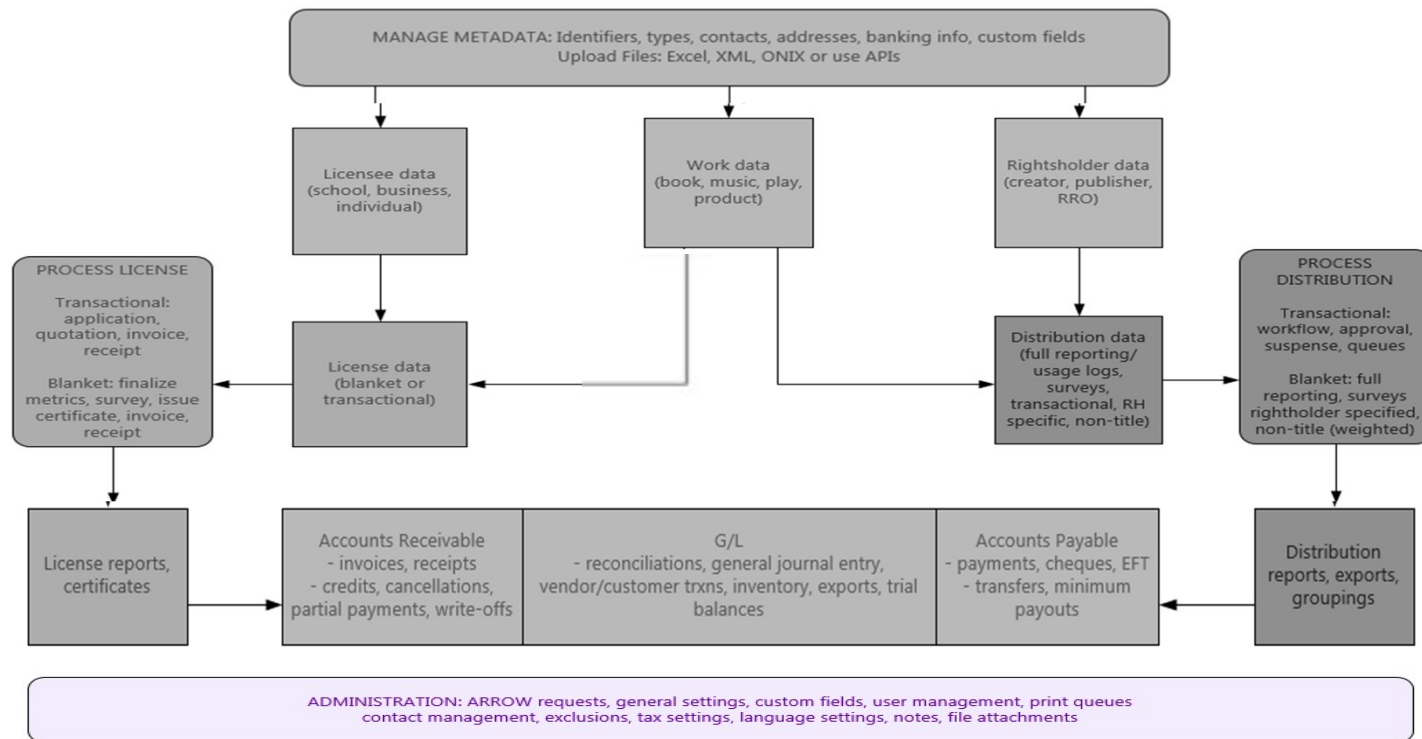 MANAGE METADATA: Identifiers, types, contacts, addresses, banking info, custom fields
Upload Files: Excel, XML, ONIX or use APIs
Licensee data
(school, business,
individual)
Work data
(book, music, play,
product)
Rightsholder data
(creator, publisher,
RRO)
PROCESS LICENSE
Transactional:
application,
quotation, invoice,
receipt
Blanket: finalize
metrics, survey, issue
certificate, invoice,
receipt
License data
(blanket or
transactional)
Distribution data
(full reporting/
usage logs,
surveys,
transactional, RH
specific, non-title)
PROCESS
DISTRIBUTION
Transactional:
workflow, approval,
suspense, queues
Blanket: full
reporting, surveys
rightholder specified,
non-title (weighted)
License reports,
certificates
Accounts Receivable
- invoices, receipts
- credits, cancellations,
partial payments, write-offs
G/L
- reconciliations, general journal entry,
vendor/customer trxns, inventory, exports, trial
balances
Accounts Payable
- payments, cheques, EFT
- transfers, minimum
payouts
Distribution
reports, exports,
groupings
ADMINISTRATION: ARROW requests, general settings, custom fields, user management, print queues
contact management, exclusions, tax settings, language settings, notes, file attachments